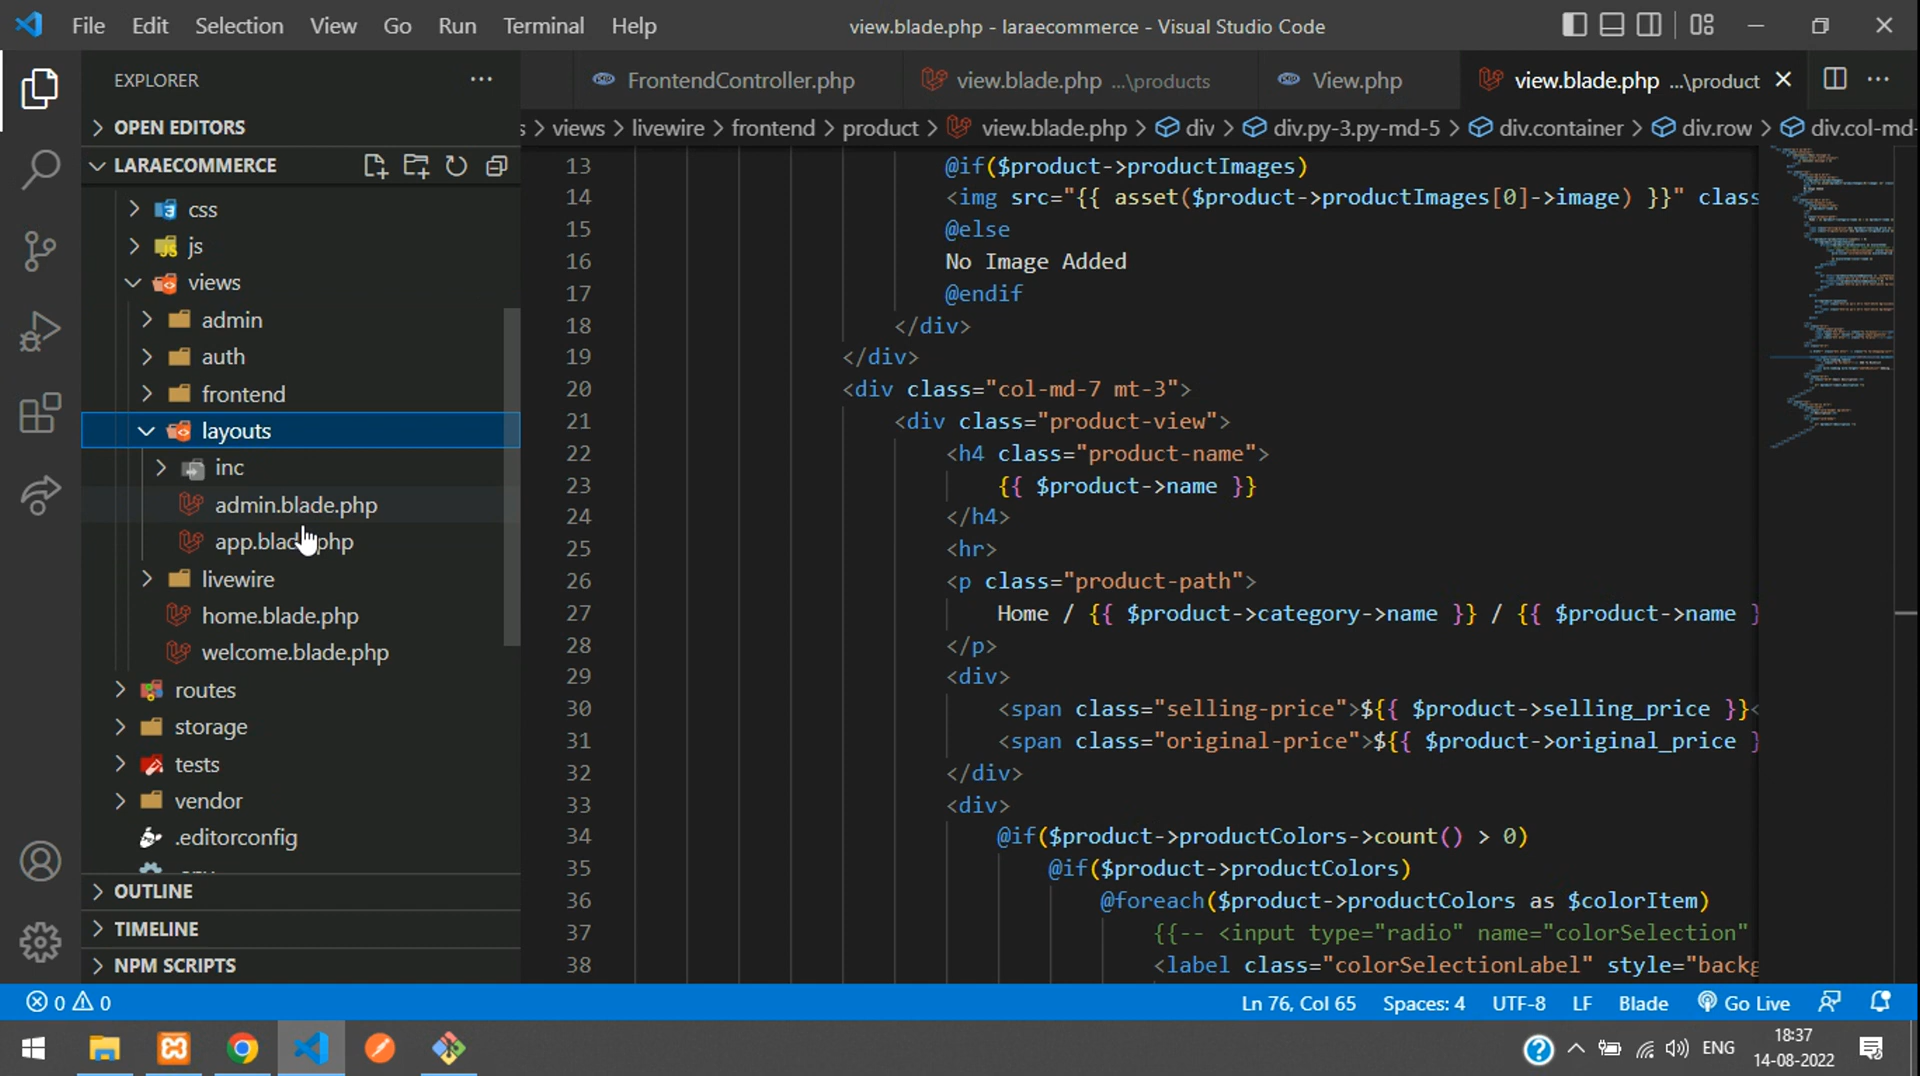 File Edit Selection View Go Run Terminal Help
view.blade.php - laraecommerce - Visual Studio Code
EXPLORER
FrontendController.php
view.blade.php ...\products
View.php
view.blade.php ...\product
OPEN EDITORS
s > views > livewire > frontend > product > view.blade.php > div > div.py-3.py-md-5 > div.container > div.row > div.col-md-
LARAECOMMERCE
css
js
views
admin
auth
frontend
layouts
inc
admin.blade.php
livewire
home.blade.php
welcome.blade.php
routes
storage
tests
vendor
.editorconfig
OUTLINE
TIMELINE
NPM SCRIPTS
13 @if($product->productImages)
14 <img src="{{ asset($product->productImages[0]->image) }}" class
15 @else
16 No Image Added
17 @endif
18 </div>
19 </div>
20 <div class="col-md-7 mt-3">
21 <div class="product-view">
22 <h4 class="product-name">
23 {{ $product->name }}
24 </h4>
25 <hr>
26 <p class="product-path">
27 Home / {{ $product->category->name }} / {{ $product->name }
28 </p>
29 <div>
30 <span class="selling-price">${{ $product->selling_price }}<
31 <span class="original-price">${{ $product->original_price }
32 </div>
33 <div>
34 @if($product->productColors->count() > 0)
35 @if($product->productColors)
36 @foreach($product->productColors as $colorItem)
37 {{-- <input type="radio" name="colorSelection"
38 <label class="colorSelectionLabel" style="backg
0 0
Ln 76, Col 65 Spaces: 4 UTF-8 LF Blade Go Live
ENG
18:37
14-08-2022